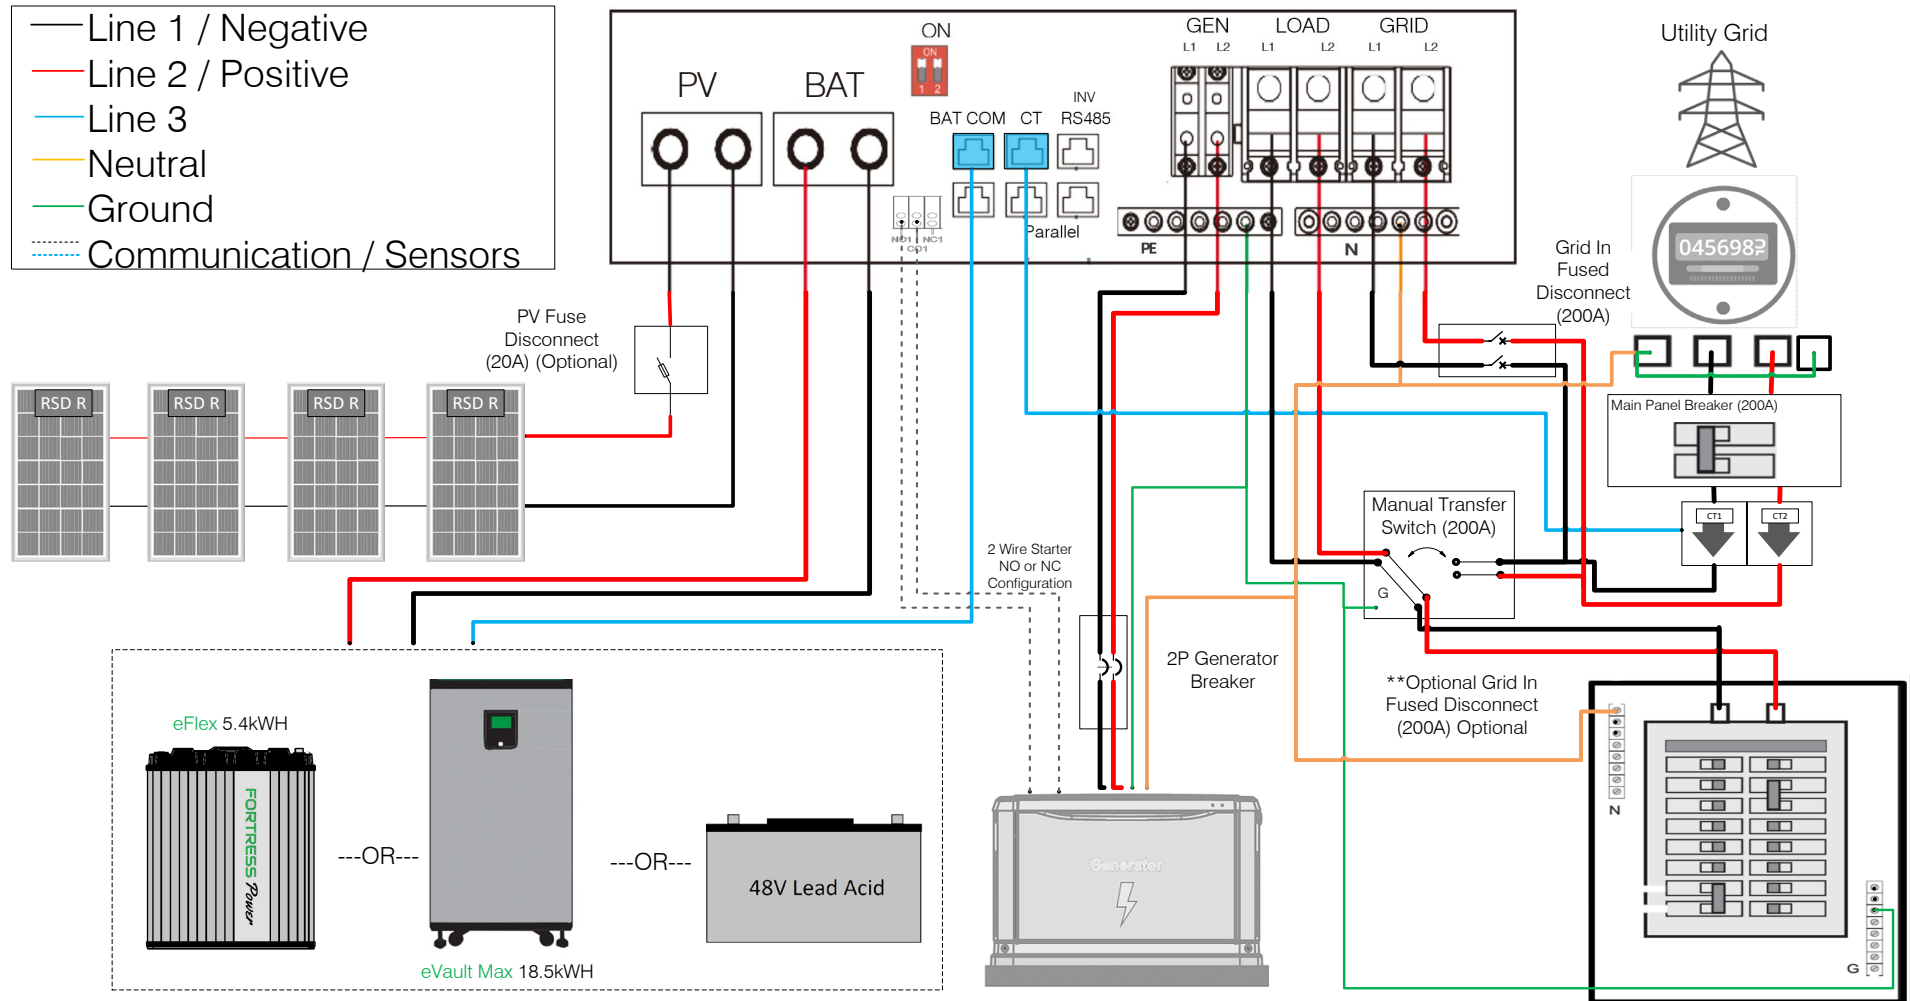 Line 1 / Negative
Line 2 / Positive
Line 3
Neutral
Ground
Communication / Sensors
PV
BAT
ON
ON
1 2
BAT COM
CT
INV
RS485
Parallel
NO1
CO1
NC1
GEN
LOAD
GRID
L1
L2
L1
L2
L1
L2
PE
N
Utility Grid
Grid In
Fused
Disconnect
(200A)
Main Panel Breaker (200A)
CT1
CT2
PV Fuse
Disconnect
(20A) (Optional)
RSD R
RSD R
RSD R
RSD R
2 Wire Starter
NO or NC
Configuration
Manual Transfer
Switch (200A)
G
2P Generator
Breaker
**Optional Grid In
Fused Disconnect
(200A) Optional
eFlex 5.4kWH
FORTRESS Power
---OR---
eVault Max 18.5kWH
---OR---
48V Lead Acid
Generator
N
G